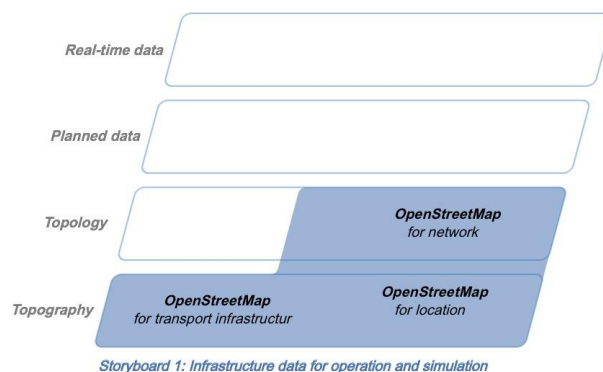 Real-time data
Planned data
Topology
OpenStreetMap
for network
Topography
OpenStreetMap
for transport infrastructur
OpenStreetMap
for location
Storyboard 1: Infrastructure data for operation and simulation